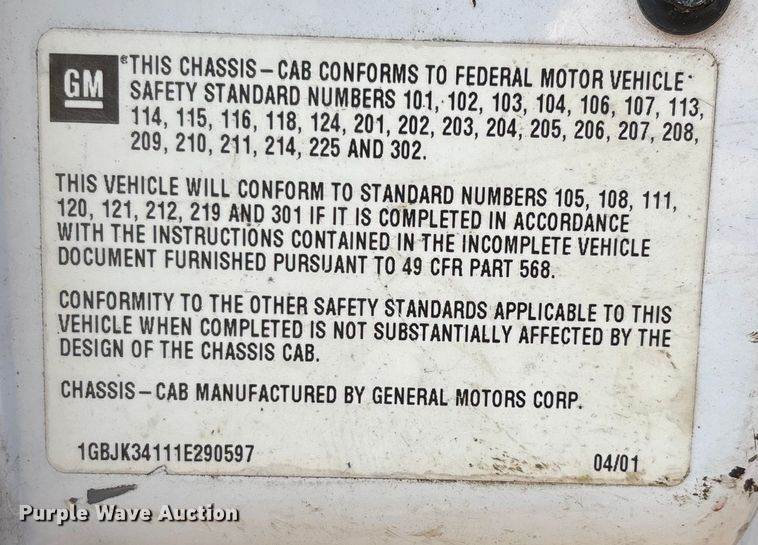 GM
®THIS CHASSIS-CAB CONFORMS TO FEDERAL MOTOR VEHICLE
SAFETY STANDARD NUMBERS 101, 102, 103, 104, 106, 107, 113,
114, 115, 116, 118, 124, 201, 202, 203, 204, 205, 206, 207, 208,
209, 210, 211, 214, 225 AND 302.
THIS VEHICLE WILL CONFORM TO STANDARD NUMBERS 105, 108, 111,
120, 121, 212, 219 AND 301 IF IT IS COMPLETED IN ACCORDANCE
WITH THE INSTRUCTIONS CONTAINED IN THE INCOMPLETE VEHICLE
DOCUMENT FURNISHED PURSUANT TO 49 CFR PART 568.
CONFORMITY TO THE OTHER SAFETY STANDARDS APPLICABLE TO THIS
VEHICLE WHEN COMPLETED IS NOT SUBSTANTIALLY AFFECTED BY THE
DESIGN OF THE CHASSIS CAB.
CHASSIS-CAB MANUFACTURED BY GENERAL MOTORS CORP.
1GBJK34111E290597 04/01
Purple Wave Auction